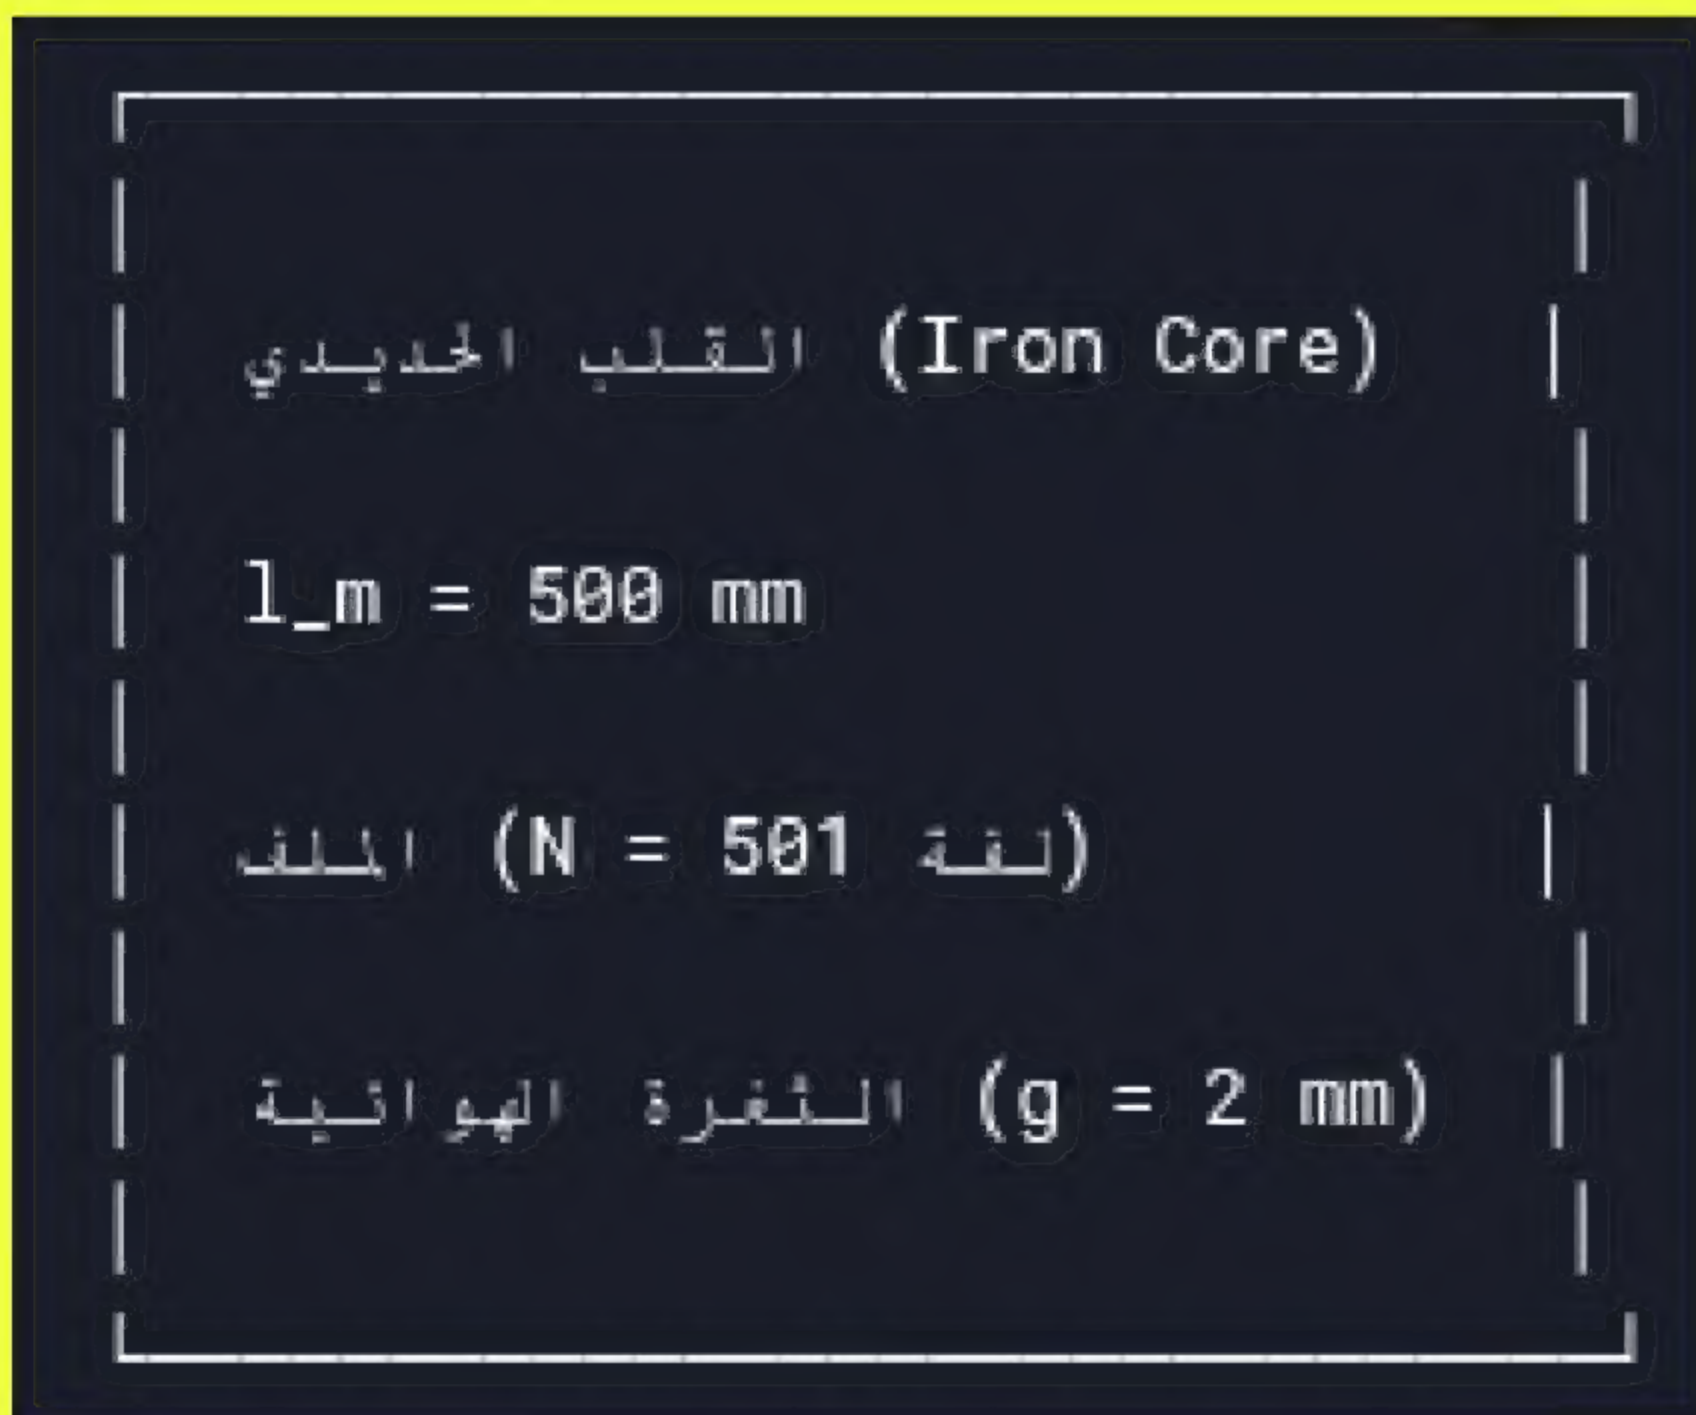 القلب الحديدي (Iron Core)
l_m = 500 mm
الملف (N = 501 لفة)
الثغرة الهوائية (g = 2 mm)